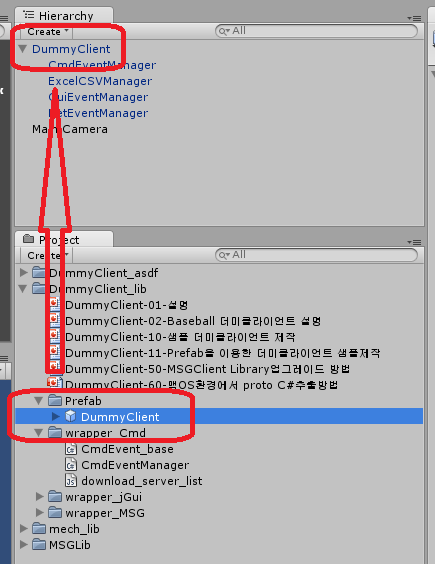 Hierarchy
Create
All
DummyClient
CmdEventManager
ExcelCSVManager
GuiEventManager
NetEventManager
Main Camera
Project
Create
All
DummyClient_asdf
DummyClient_lib
DummyClient-01-설명
DummyClient-02-Baseball 더미클라이언트 설명
DummyClient-10-샘플 더미클라이언트 제작
DummyClient-11-Prefab을 이용한 더미클라이언트 샘플제작
DummyClient-50-MSGClient Library업그레이드 방법
DummyClient-60-맥OS환경에서 proto C#추출방법
Prefab
DummyClient
wrapper_Cmd
CmdEvent_base
CmdEventManager
download_server_list
wrapper_jGui
wrapper_MSG
mech_lib
MSGLib